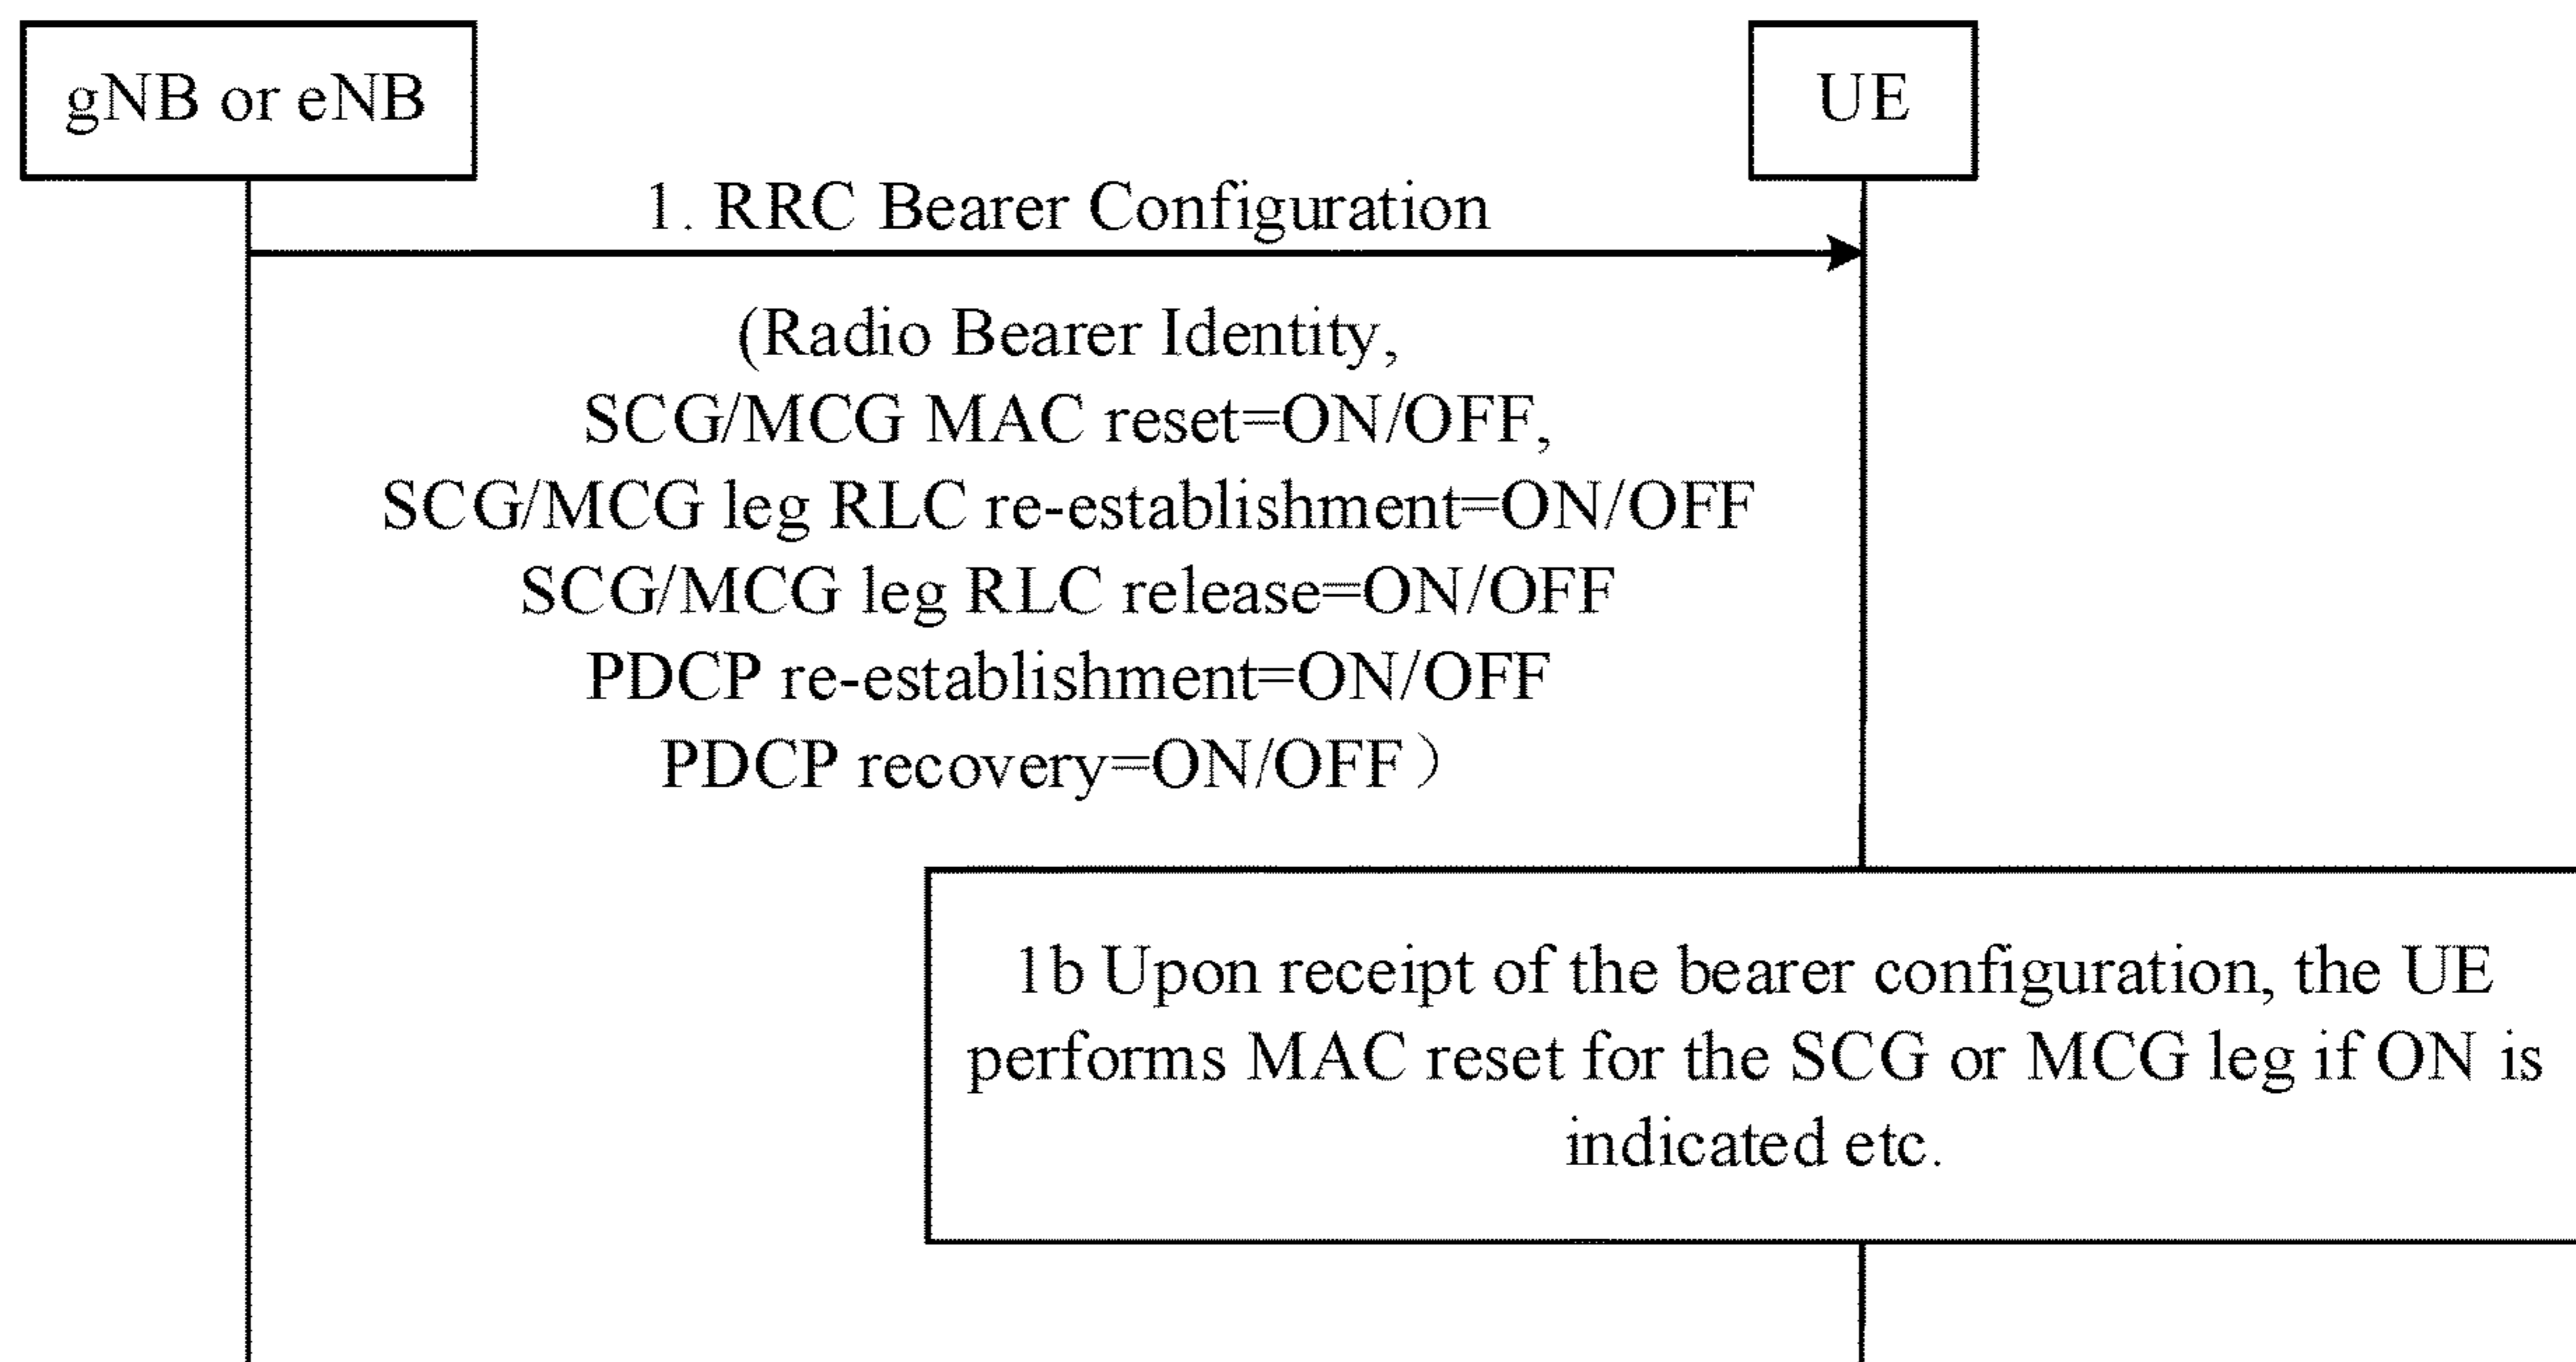 gNB or eNB
UE
1. RRC Bearer Configuration
(Radio Bearer Identity,
SCG/MCG MAC reset=ON/OFF,
SCG/MCG leg RLC re-establishment=ON/OFF
SCG/MCG leg RLC release=ON/OFF
PDCP re-establishment=ON/OFF
PDCP recovery=ON/OFF）
1b Upon receipt of the bearer configuration, the UE
performs MAC reset for the SCG or MCG leg if ON is
indicated etc.